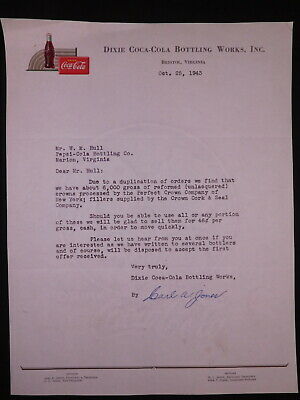 DIXIE COCA-COLA BOTTLING WORKS, INC.
BRISTOL, VIRGINIA
DRINK
Coca-Cola
Oct. 25, 1943
Mr. W. R. Hull
Pepsi-Cola Bottling Co.
Marion, Virginia
Dear Mr. Hull:
Due to a duplication of orders we find that
we have about 6,000 gross of reformed (unlacquered)
crowns processed by the Perfect Crown Company of
New York; fillers supplied by the Crown Cork & Seal
Company.
Should you be able to use all or any portion
of these we will be glad to sell them for 46¢ per
gross, cash, in order to move quickly.
Please let us hear from you at once if you
are interested as we have written to several bottlers
and of course, will be disposed to accept the first
offer received.
Very truly,
Dixie Coca-Cola Bottling Works,
By Carl A. Jones